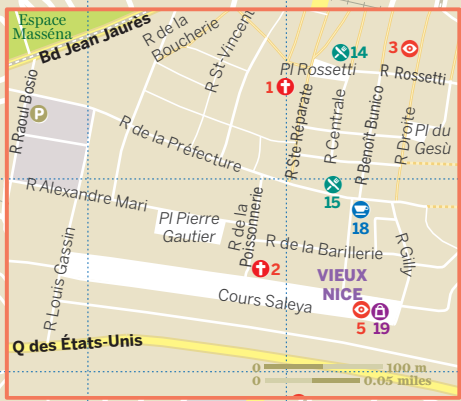 Espace
Masséna
Bd Jean Jaurès
R de la
Boucherie
R St-Vincent
14
3
Pl Rossetti
R Rossetti
1
R Raoul Bosio
P
R de la Préfecture
R Ste-Réparate
R Centrale
R Benoît Bunico
R Droite
Pl du
Gesù
R Alexandre Mari
15
18
Pl Pierre
Gautier
R de la
Poissonnerie
R de la Barillerie
R Gilly
2
VIEUX
NICE
R Louis Gassin
Cours Saleya
5
19
Q des États-Unis
0 100 m
0 0.05 miles